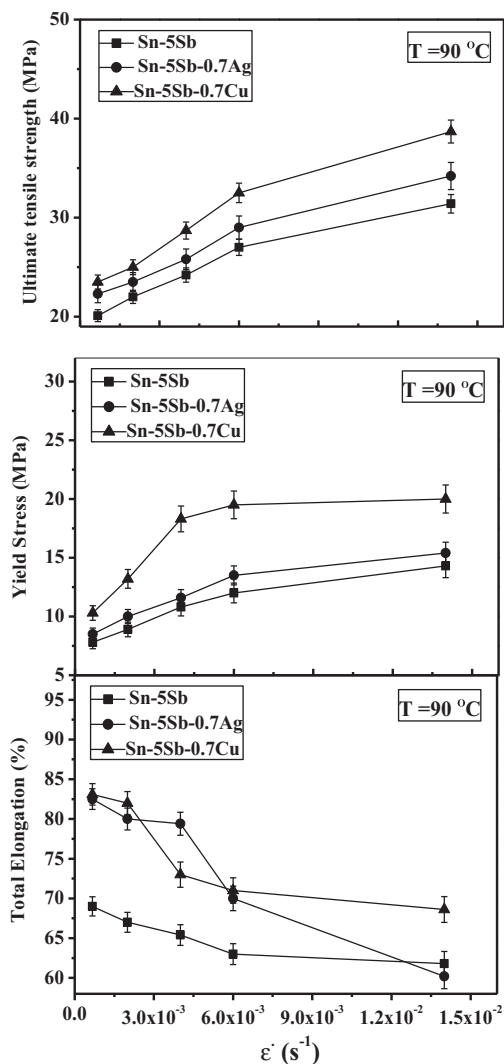 50
Sn-5Sb
Sn-5Sb-0.7Ag
Sn-5Sb-0.7Cu
T =90 °C
40
30
20
Ultimate tensile strength (MPa)
30
Sn-5Sb
Sn-5Sb-0.7Ag
Sn-5Sb-0.7Cu
T =90 °C
25
20
15
10
5
Yield Stress (MPa)
95
Sn-5Sb
Sn-5Sb-0.7Ag
Sn-5Sb-0.7Cu
T =90 °C
90
85
80
75
70
65
60
Total Elongation (%)
0.0 3.0x10⁻³ 6.0x10⁻³ 9.0x10⁻³ 1.2x10⁻² 1.5x10⁻²
ε˙ (s⁻¹)